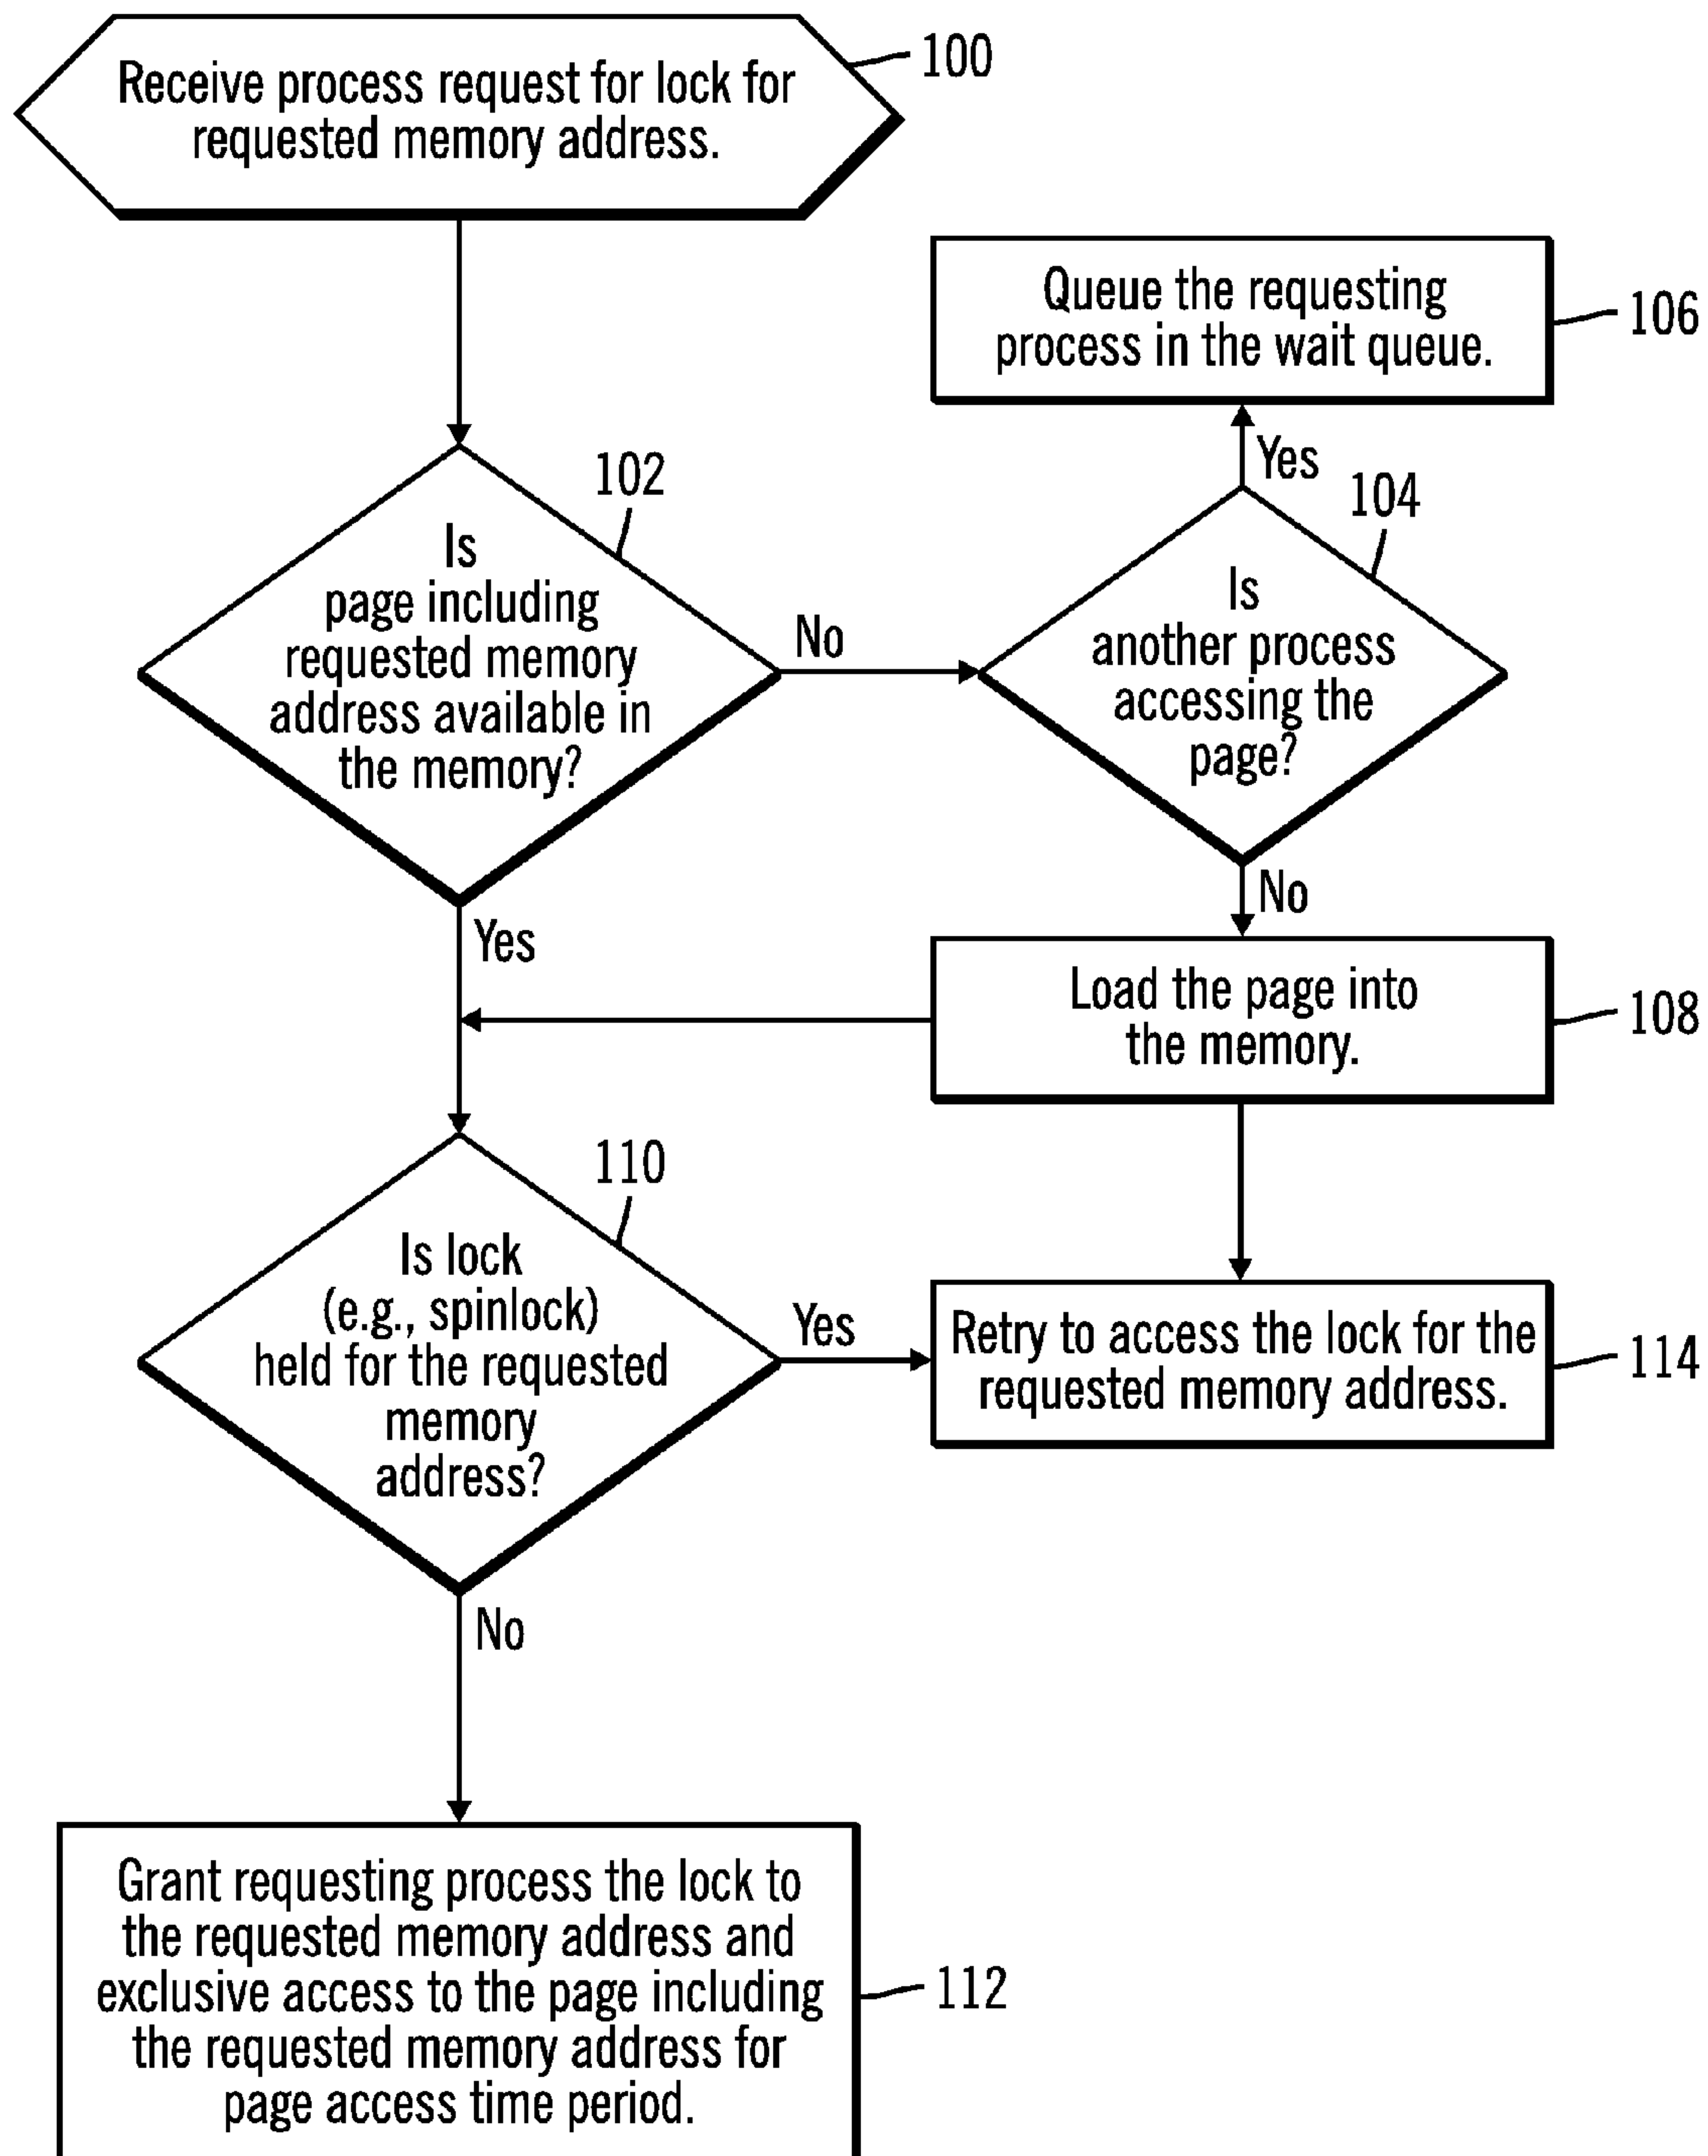 Receive process request for lock for
requested memory address.
100
Queue the requesting
process in the wait queue.
106
Yes
102
104
Is
page including
requested memory
address available in
the memory?
No
Is
another process
accessing the
page?
Yes
No
Load the page into
the memory.
108
110
Is lock
(e.g., spinlock)
held for the requested
memory
address?
Yes
Retry to access the lock for the
requested memory address.
114
No
Grant requesting process the lock to
the requested memory address and
exclusive access to the page including
the requested memory address for
page access time period.
112